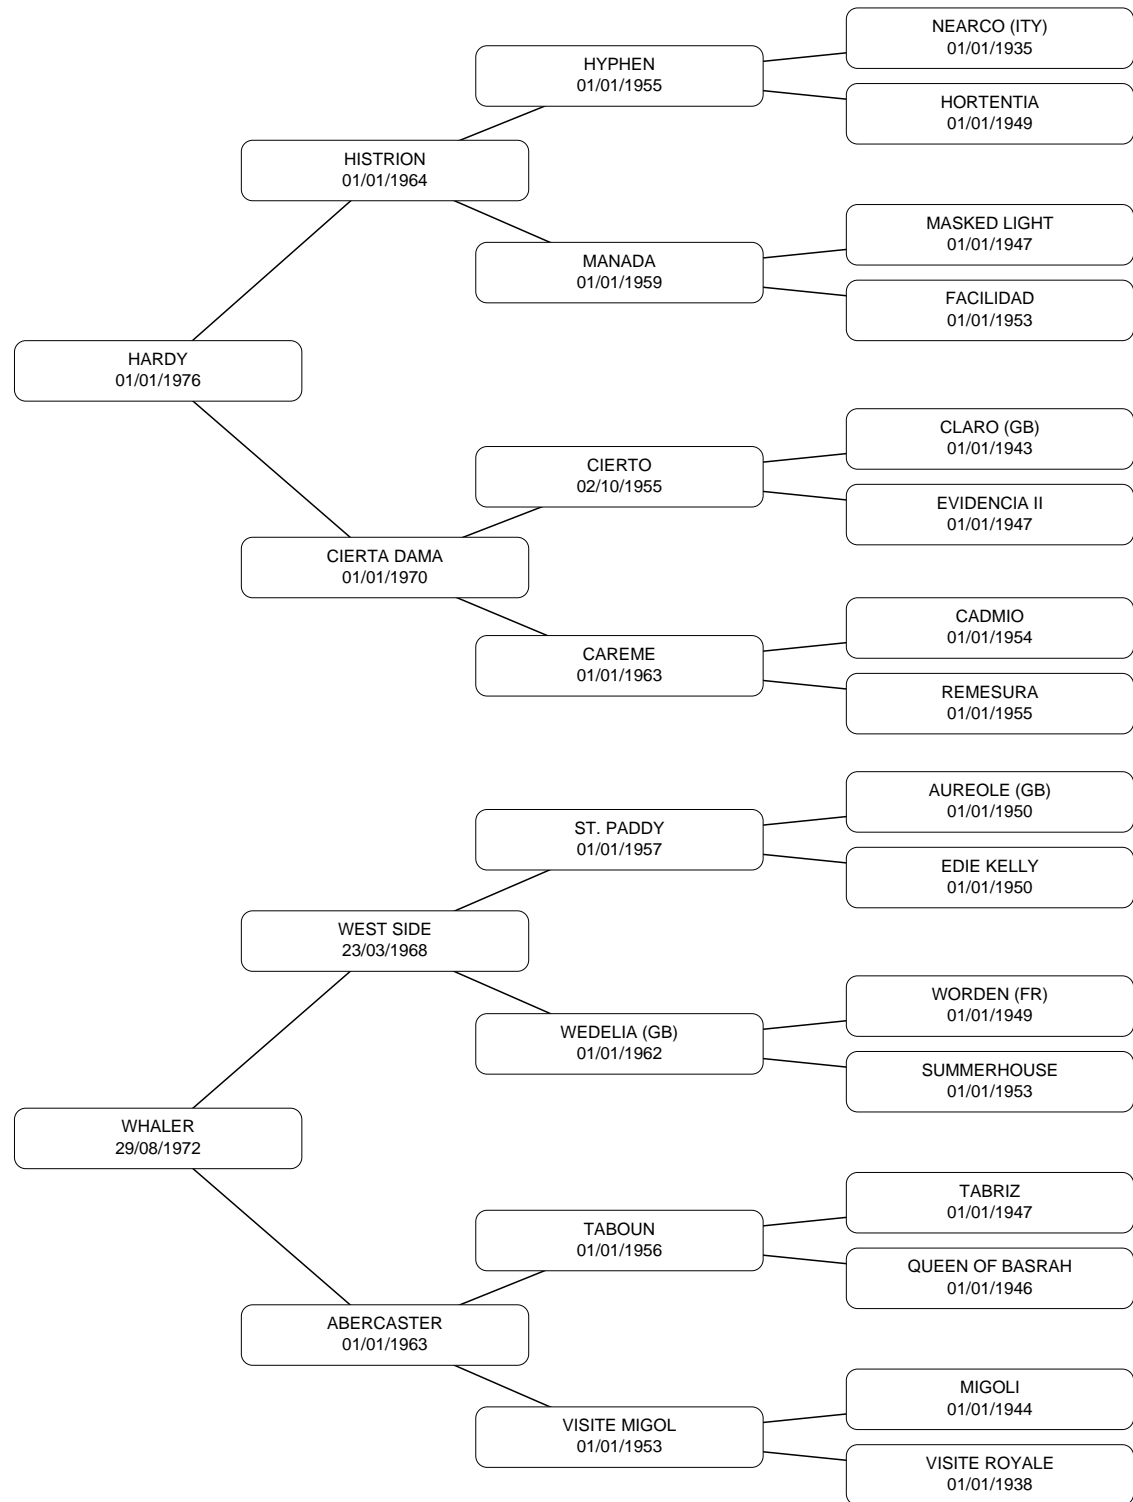 NEARCO (ITY)
01/01/1935
HYPHEN
01/01/1955
HORTENTIA
01/01/1949
HISTRION
01/01/1964
MASKED LIGHT
01/01/1947
MANADA
01/01/1959
FACILIDAD
01/01/1953
HARDY
01/01/1976
CLARO (GB)
01/01/1943
CIERTO
02/10/1955
EVIDENCIA II
01/01/1947
CIERTA DAMA
01/01/1970
CADMIO
01/01/1954
CAREME
01/01/1963
REMESURA
01/01/1955
AUREOLE (GB)
01/01/1950
ST. PADDY
01/01/1957
EDIE KELLY
01/01/1950
WEST SIDE
23/03/1968
WORDEN (FR)
01/01/1949
WEDELIA (GB)
01/01/1962
SUMMERHOUSE
01/01/1953
WHALER
29/08/1972
TABRIZ
01/01/1947
TABOUN
01/01/1956
QUEEN OF BASRAH
01/01/1946
ABERCASTER
01/01/1963
MIGOLI
01/01/1944
VISITE MIGOL
01/01/1953
VISITE ROYALE
01/01/1938